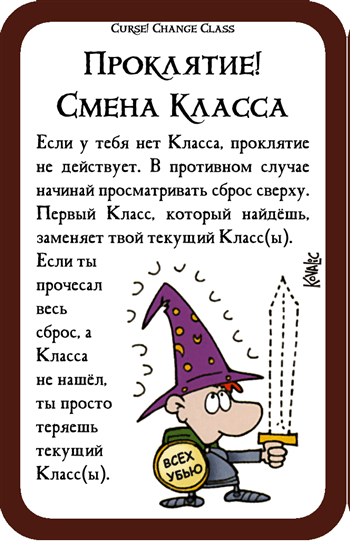 Curse! Change Class
Проклятие!
Смена Класса
Если у тебя нет Класса, проклятие
не действует. В противном случае
начинай просматривать сброс сверху.
Первый Класс, который найдёшь,
заменяет твой текущий Класс(ы).
Если ты
прочесал
весь
сброс, а
Класса
не нашёл,
ты просто
теряешь
текущий
Класс(ы).
Kovalic
ВСЕХ
УБЬЮ